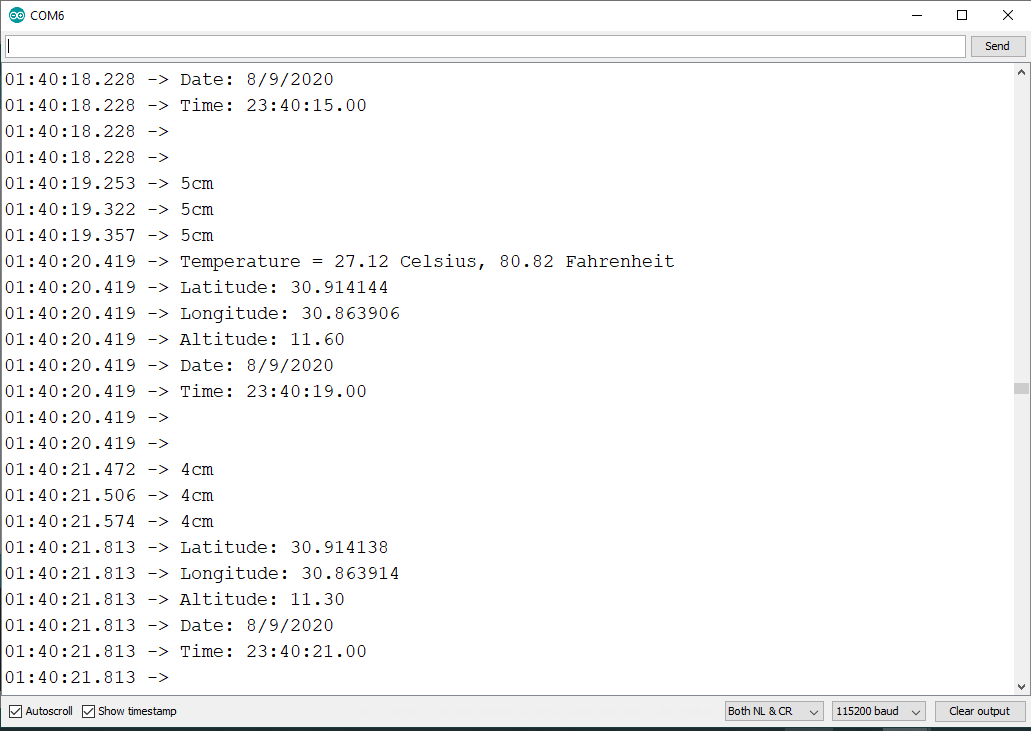 COM6
Send
01:40:18.228 -> Date: 8/9/2020
01:40:18.228 -> Time: 23:40:15.00
01:40:18.228 ->
01:40:18.228 ->
01:40:19.253 -> 5cm
01:40:19.322 -> 5cm
01:40:19.357 -> 5cm
01:40:20.419 -> Temperature = 27.12 Celsius, 80.82 Fahrenheit
01:40:20.419 -> Latitude: 30.914144
01:40:20.419 -> Longitude: 30.863906
01:40:20.419 -> Altitude: 11.60
01:40:20.419 -> Date: 8/9/2020
01:40:20.419 -> Time: 23:40:19.00
01:40:20.419 ->
01:40:20.419 ->
01:40:21.472 -> 4cm
01:40:21.506 -> 4cm
01:40:21.574 -> 4cm
01:40:21.813 -> Latitude: 30.914138
01:40:21.813 -> Longitude: 30.863914
01:40:21.813 -> Altitude: 11.30
01:40:21.813 -> Date: 8/9/2020
01:40:21.813 -> Time: 23:40:21.00
01:40:21.813 ->
Autoscroll Show timestamp Both NL & CR 115200 baud Clear output